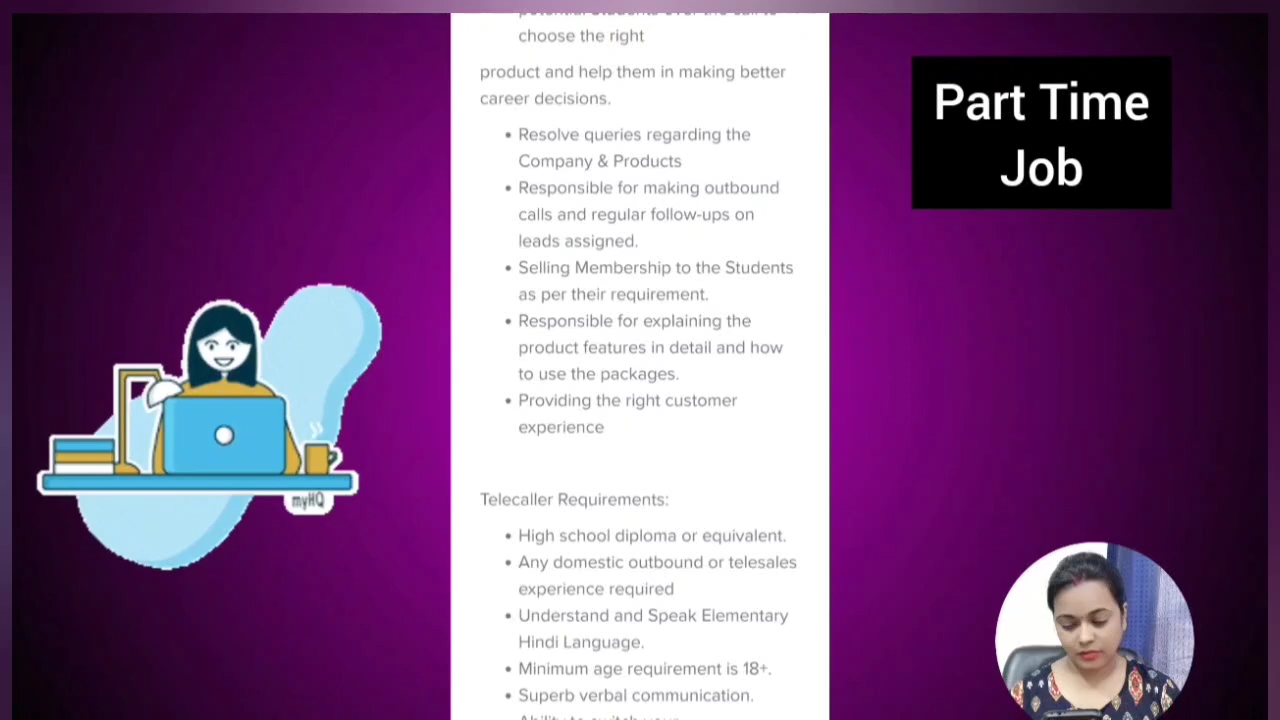 choose the right
product and help them in making better
career decisions.
• Resolve queries regarding the
Company & Products
• Responsible for making outbound
calls and regular follow-ups on
leads assigned.
• Selling Membership to the Students
as per their requirement.
• Responsible for explaining the
product features in detail and how
to use the packages.
• Providing the right customer
experience
Telecaller Requirements:
• High school diploma or equivalent.
• Any domestic outbound or telesales
experience required
• Understand and Speak Elementary
Hindi Language.
• Minimum age requirement is 18+.
• Superb verbal communication.
Part Time
Job
myHQ